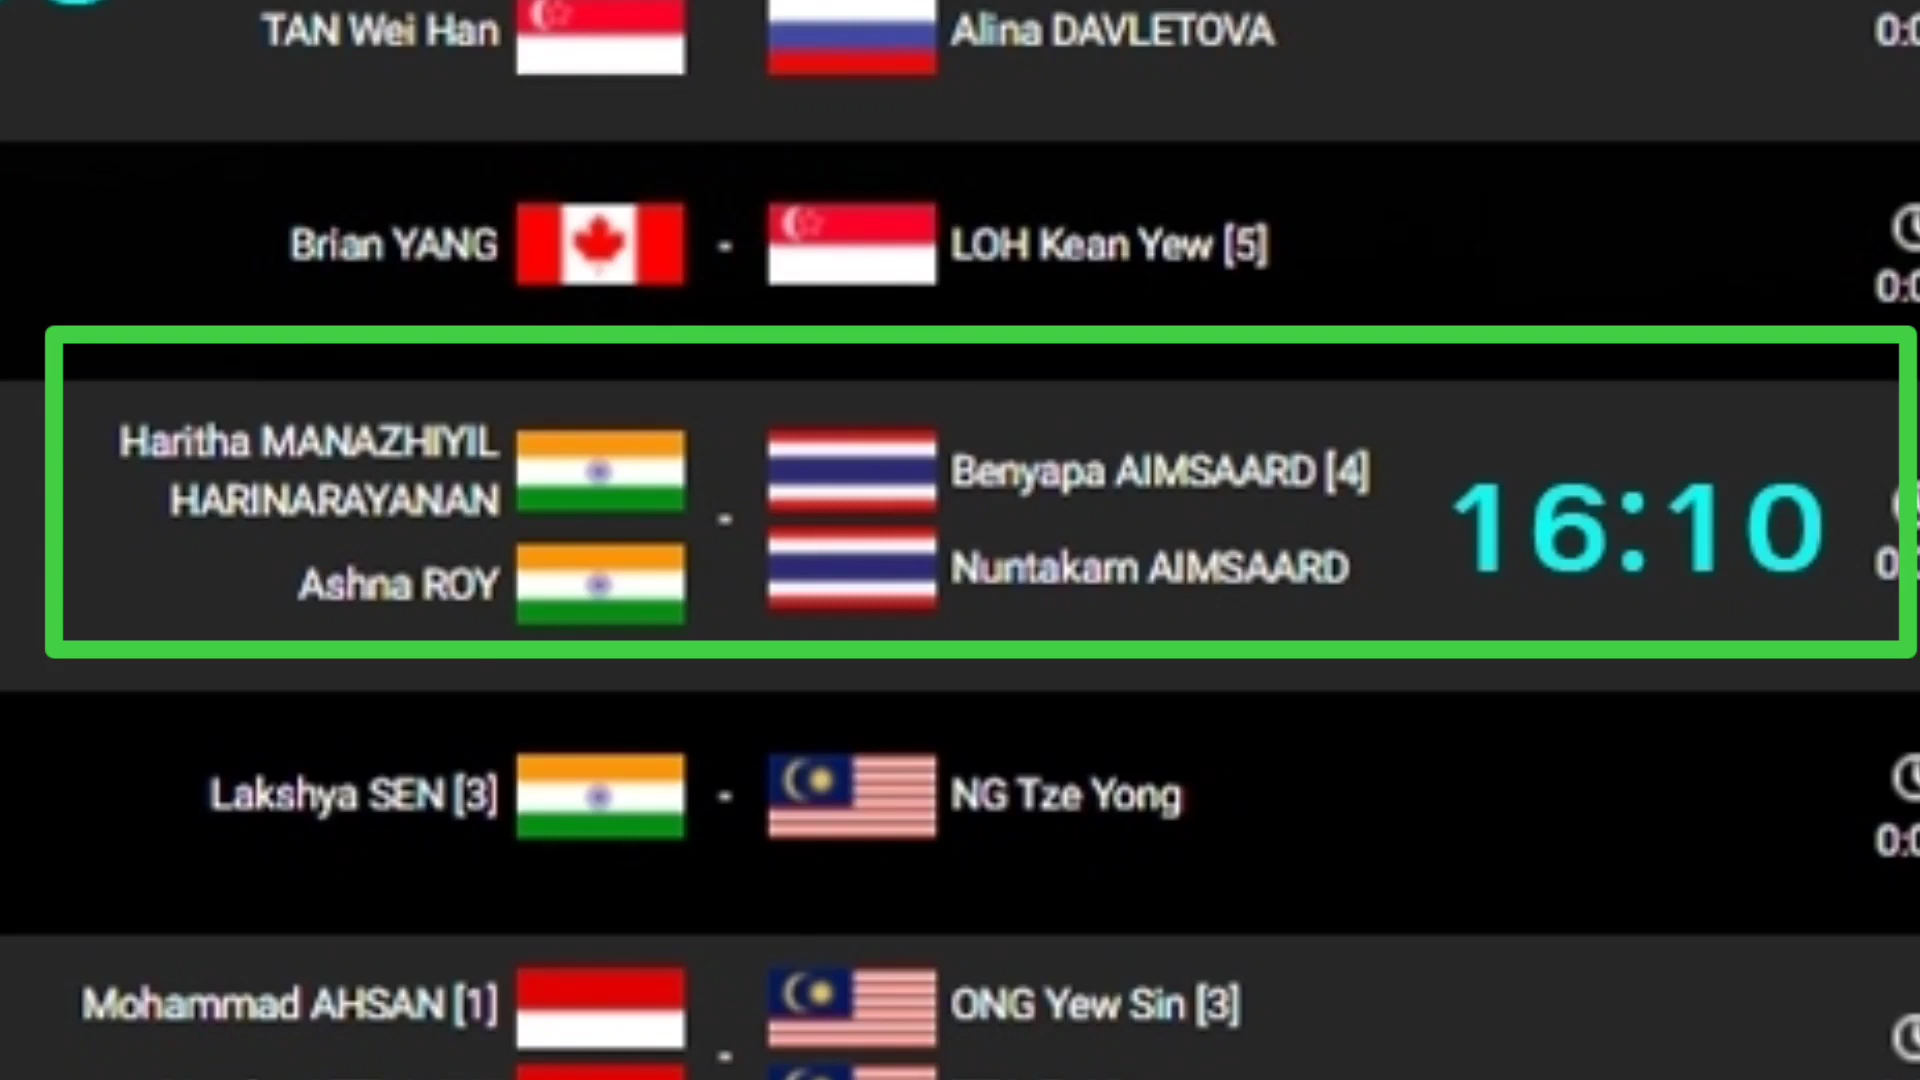 TAN Wei Han Alina DAVLETOVA
Brian YANG - LOH Kean Yew [5]
Haritha MANAZHIYIL
HARINARAYANAN
Ashna ROY
-
Benyapa AIMSAARD [4]
Nuntakarn AIMSAARD
16:10
Lakshya SEN [3] - NG Tze Yong
Mohammad AHSAN [1] - ONG Yew Sin [3]